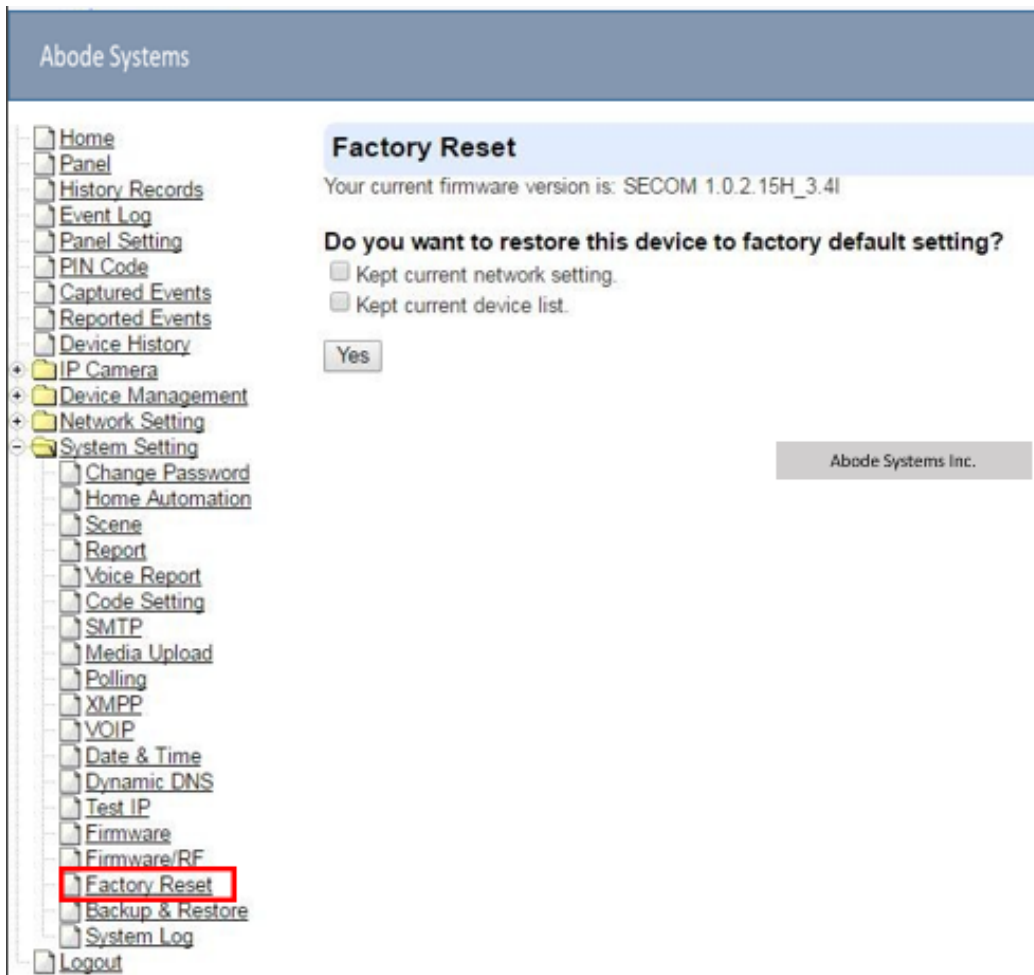 Abode Systems
Home
Panel
History Records
Event Log
Panel Setting
PIN Code
Captured Events
Reported Events
Device History
IP Camera
Device Management
Network Setting
System Setting
Change Password
Home Automation
Scene
Report
Voice Report
Code Setting
SMTP
Media Upload
Polling
XMPP
VOIP
Date & Time
Dynamic DNS
Test IP
Firmware
Firmware/RF
Factory Reset
Backup & Restore
System Log
Logout
Factory Reset
Your current firmware version is: SECOM 1.0.2.15H_3.4I
Do you want to restore this device to factory default setting?
Kept current network setting.
Kept current device list.
Yes
Abode Systems Inc.